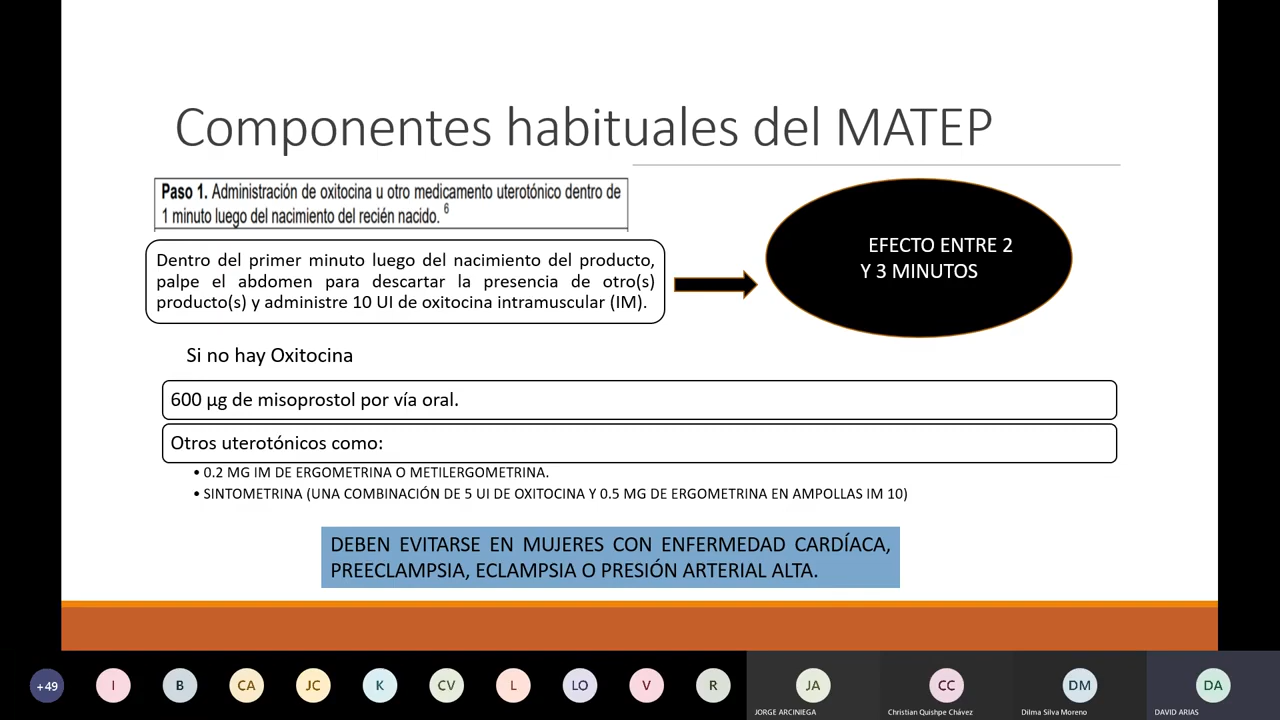 Componentes habituales del MATEP
Paso 1. Administración de oxitocina u otro medicamento uterotónico dentro de
1 minuto luego del nacimiento del recién nacido. 6
Dentro del primer minuto luego del nacimiento del producto,
palpe el abdomen para descartar la presencia de otro(s)
producto(s) y administre 10 UI de oxitocina intramuscular (IM).
EFECTO ENTRE 2
Y 3 MINUTOS
Si no hay Oxitocina
600 µg de misoprostol por vía oral.
Otros uterotónicos como:
• 0.2 MG IM DE ERGOMETRINA O METILERGOMETRINA.
• SINTOMETRINA (UNA COMBINACIÓN DE 5 UI DE OXITOCINA Y 0.5 MG DE ERGOMETRINA EN AMPOLLAS IM 10)
DEBEN EVITARSE EN MUJERES CON ENFERMEDAD CARDÍACA,
PREECLAMPSIA, ECLAMPSIA O PRESIÓN ARTERIAL ALTA.
+49 I B CA JC K CV L LO V R JA CC DM DA
JORGE ARCINIEGA Christian Quishpe Chávez Dilma Silva Moreno DAVID ARIAS